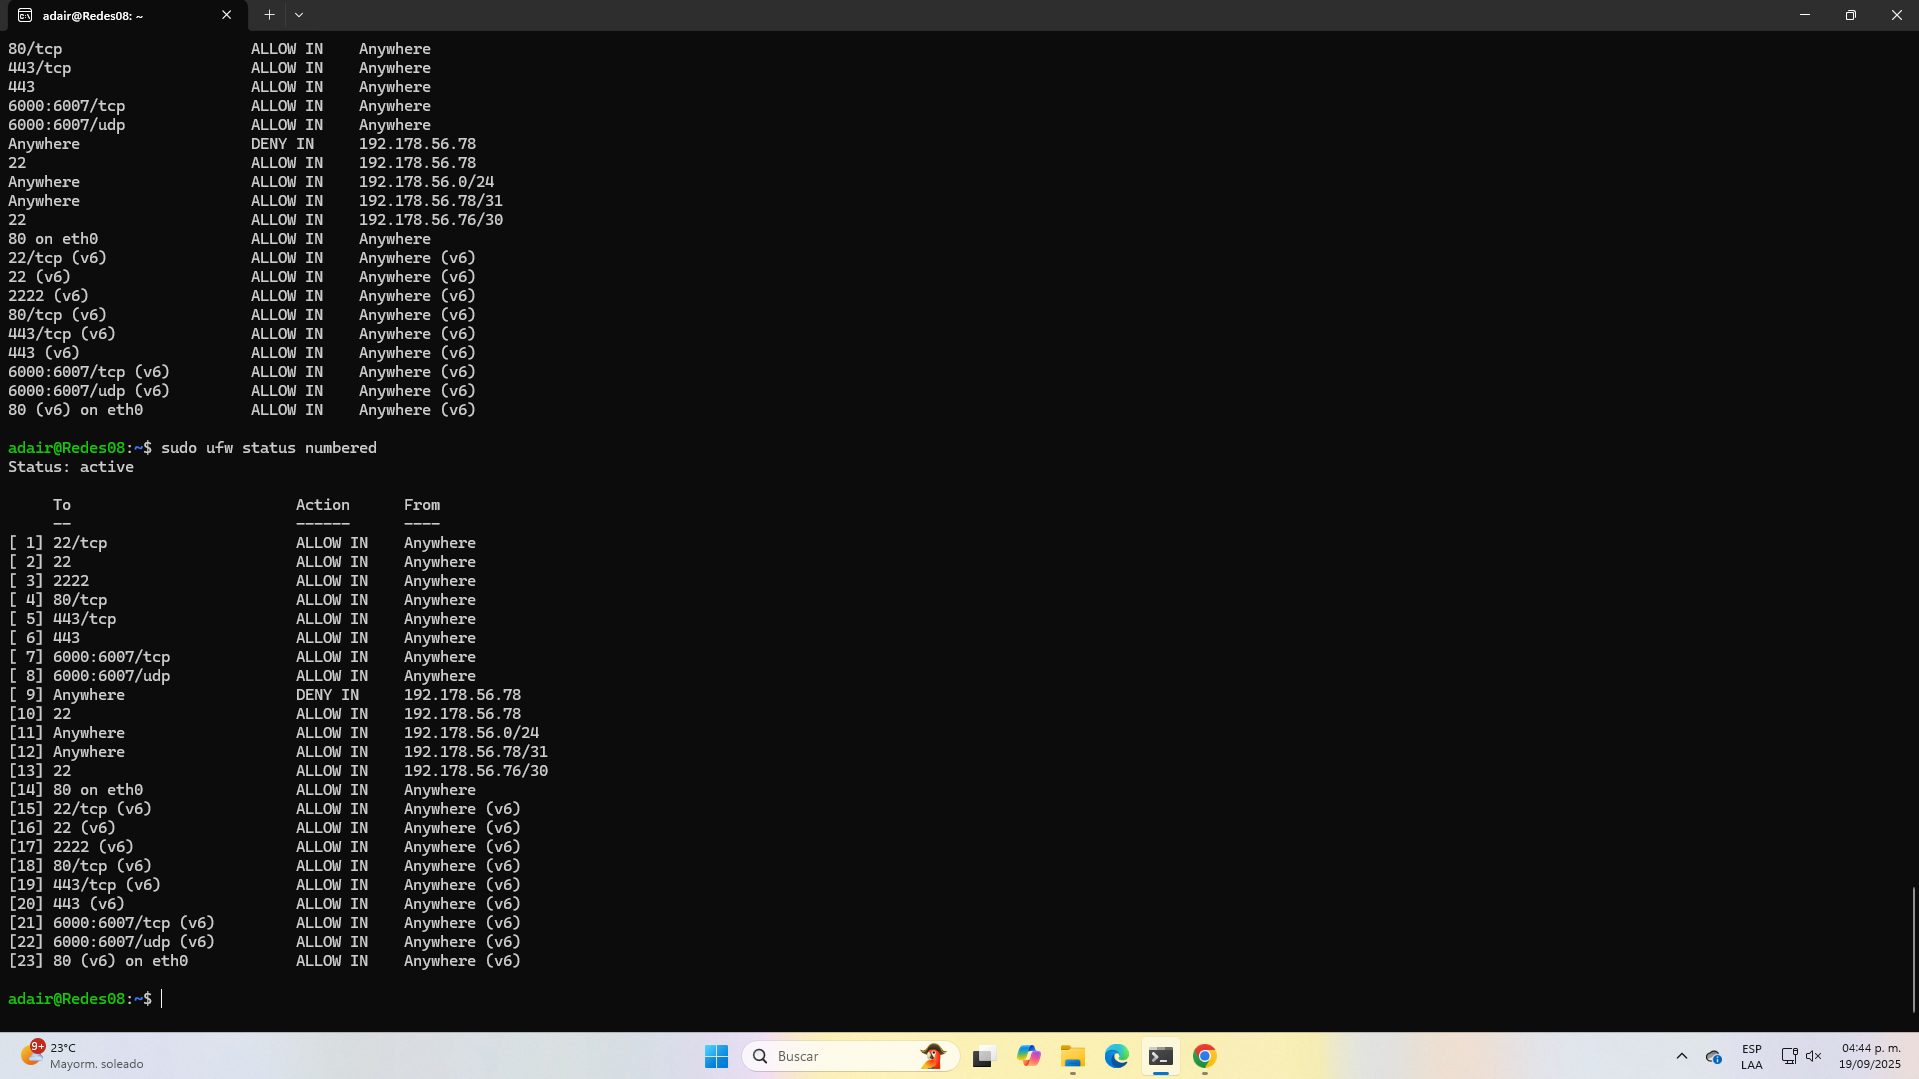 adair@Redes08: ~
80/tcp                     ALLOW IN    Anywhere
443/tcp                    ALLOW IN    Anywhere
443                        ALLOW IN    Anywhere
6000:6007/tcp              ALLOW IN    Anywhere
6000:6007/udp              ALLOW IN    Anywhere
Anywhere                   DENY IN     192.178.56.78
22                         ALLOW IN    192.178.56.78
Anywhere                   ALLOW IN    192.178.56.0/24
Anywhere                   ALLOW IN    192.178.56.78/31
22                         ALLOW IN    192.178.56.76/30
80 on eth0                 ALLOW IN    Anywhere
22/tcp (v6)                ALLOW IN    Anywhere (v6)
22 (v6)                    ALLOW IN    Anywhere (v6)
2222 (v6)                  ALLOW IN    Anywhere (v6)
80/tcp (v6)                ALLOW IN    Anywhere (v6)
443/tcp (v6)               ALLOW IN    Anywhere (v6)
443 (v6)                   ALLOW IN    Anywhere (v6)
6000:6007/tcp (v6)         ALLOW IN    Anywhere (v6)
6000:6007/udp (v6)         ALLOW IN    Anywhere (v6)
80 (v6) on eth0            ALLOW IN    Anywhere (v6)
adair@Redes08:~$ sudo ufw status numbered
Status: active
     To                         Action      From
     --                         ------      ----
[ 1] 22/tcp                     ALLOW IN    Anywhere
[ 2] 22                         ALLOW IN    Anywhere
[ 3] 2222                       ALLOW IN    Anywhere
[ 4] 80/tcp                     ALLOW IN    Anywhere
[ 5] 443/tcp                    ALLOW IN    Anywhere
[ 6] 443                        ALLOW IN    Anywhere
[ 7] 6000:6007/tcp              ALLOW IN    Anywhere
[ 8] 6000:6007/udp              ALLOW IN    Anywhere
[ 9] Anywhere                   DENY IN     192.178.56.78
[10] 22                         ALLOW IN    192.178.56.78
[11] Anywhere                   ALLOW IN    192.178.56.0/24
[12] Anywhere                   ALLOW IN    192.178.56.78/31
[13] 22                         ALLOW IN    192.178.56.76/30
[14] 80 on eth0                 ALLOW IN    Anywhere
[15] 22/tcp (v6)                ALLOW IN    Anywhere (v6)
[16] 22 (v6)                    ALLOW IN    Anywhere (v6)
[17] 2222 (v6)                  ALLOW IN    Anywhere (v6)
[18] 80/tcp (v6)                ALLOW IN    Anywhere (v6)
[19] 443/tcp (v6)               ALLOW IN    Anywhere (v6)
[20] 443 (v6)                   ALLOW IN    Anywhere (v6)
[21] 6000:6007/tcp (v6)         ALLOW IN    Anywhere (v6)
[22] 6000:6007/udp (v6)         ALLOW IN    Anywhere (v6)
[23] 80 (v6) on eth0            ALLOW IN    Anywhere (v6)
adair@Redes08:~$
9+
23°C
Mayorm. soleado
Buscar
ESP
LAA
04:44 p. m.
19/09/2025